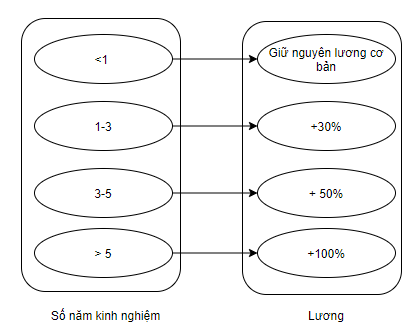 <1
Giữ nguyên lương cơ
bản
1-3
+30%
3-5
+ 50%
> 5
+100%
Số năm kinh nghiệm
Lương